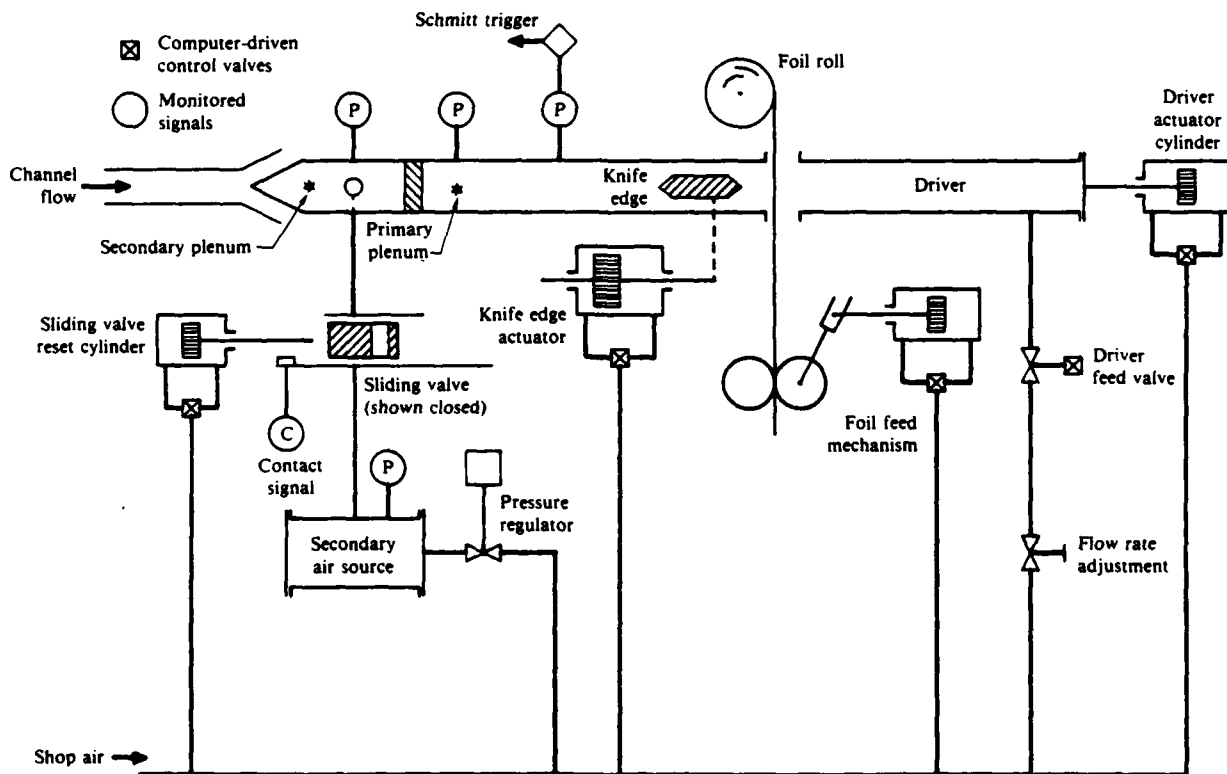 Schmitt trigger
Computer-driven
control valves
Monitored
signals
Foil roll
Driver
actuator
cylinder
P
P
P
Channel
flow
Knife
edge
Driver
Secondary plenum
Primary
plenum
Sliding valve
reset cylinder
Knife edge
actuator
Sliding valve
(shown closed)
Driver
feed valve
Foil feed
mechanism
C
Contact
signal
P
Pressure
regulator
Secondary
air source
Flow rate
adjustment
Shop air